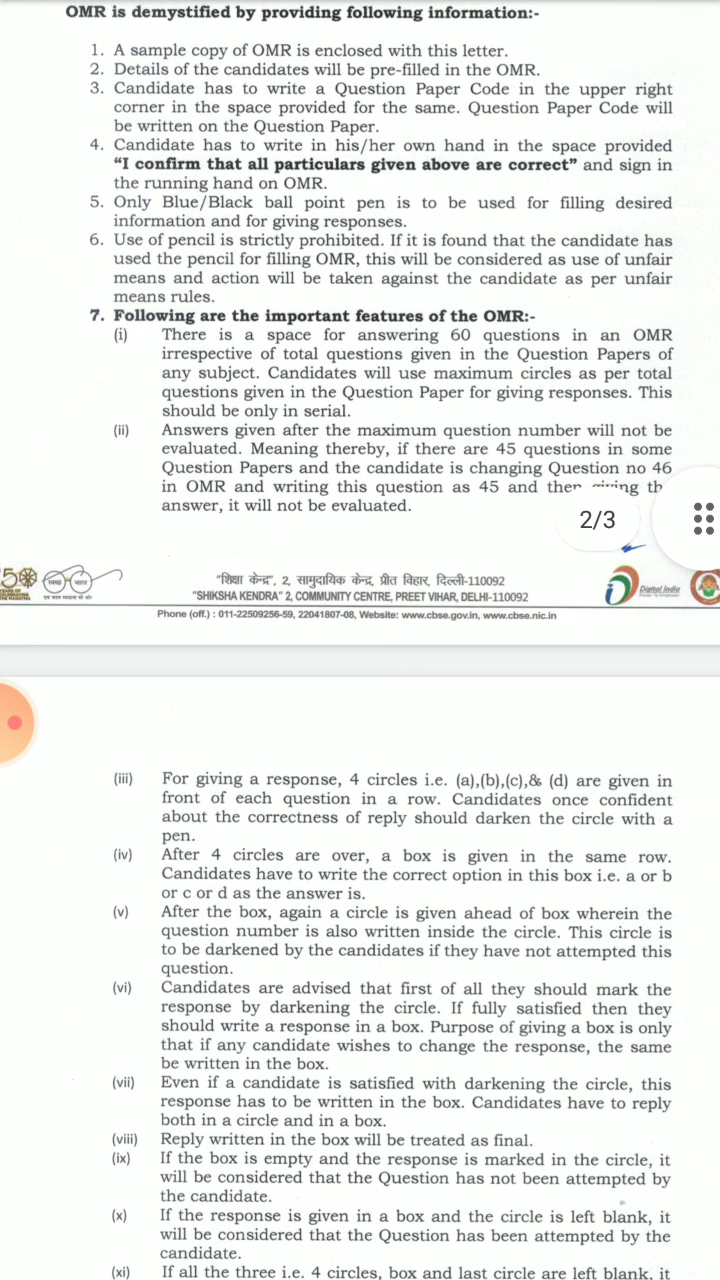 OMR is demystified by providing following information:-
1. A sample copy of OMR is enclosed with this letter.
2. Details of the candidates will be pre-filled in the OMR.
3. Candidate has to write a Question Paper Code in the upper right
corner in the space provided for the same. Question Paper Code will
be written on the Question Paper.
4. Candidate has to write in his/her own hand in the space provided
“I confirm that all particulars given above are correct” and sign in
the running hand on OMR.
5. Only Blue/Black ball point pen is to be used for filling desired
information and for giving responses.
6. Use of pencil is strictly prohibited. If it is found that the candidate has
used the pencil for filling OMR, this will be considered as use of unfair
means and action will be taken against the candidate as per unfair
means rules.
7. Following are the important features of the OMR:-
(i) There is a space for answering 60 questions in an OMR
irrespective of total questions given in the Question Papers of
any subject. Candidates will use maximum circles as per total
questions given in the Question Paper for giving responses. This
should be only in serial.
(ii) Answers given after the maximum question number will not be
evaluated. Meaning thereby, if there are 45 questions in some
Question Papers and the candidate is changing Question no 46
in OMR and writing this question as 45 and
answer, it will not be evaluated.
2/3
"शिक्षा केन्द्र", 2, सामुदायिक केन्द्र, प्रीत विहार, दिल्ली-110092
"SHIKSHA KENDRA" 2, COMMUNITY CENTRE, PREET VIHAR, DELHI-110092
Digital India
Phone (off.) : 011-22509256-59, 22041807-08, Website: www.cbse.gov.in, www.cbse.nic.in
(iii) For giving a response, 4 circles i.e. (a),(b),(c),& (d) are given in
front of each question in a row. Candidates once confident
about the correctness of reply should darken the circle with a
pen.
(iv) After 4 circles are over, a box is given in the same row.
Candidates have to write the correct option in this box i.e. a or b
or c or d as the answer is.
(v) After the box, again a circle is given ahead of box wherein the
question number is also written inside the circle. This circle is
to be darkened by the candidates if they have not attempted this
question.
(vi) Candidates are advised that first of all they should mark the
response by darkening the circle. If fully satisfied then they
should write a response in a box. Purpose of giving a box is only
that if any candidate wishes to change the response, the same
be written in the box.
(vii) Even if a candidate is satisfied with darkening the circle, this
response has to be written in the box. Candidates have to reply
both in a circle and in a box.
(viii) Reply written in the box will be treated as final.
(ix) If the box is empty and the response is marked in the circle, it
will be considered that the Question has not been attempted by
the candidate.
(x) If the response is given in a box and the circle is left blank, it
will be considered that the Question has been attempted by the
candidate.
(xi) If all the three i.e. 4 circles, box and last circle are left blank, it